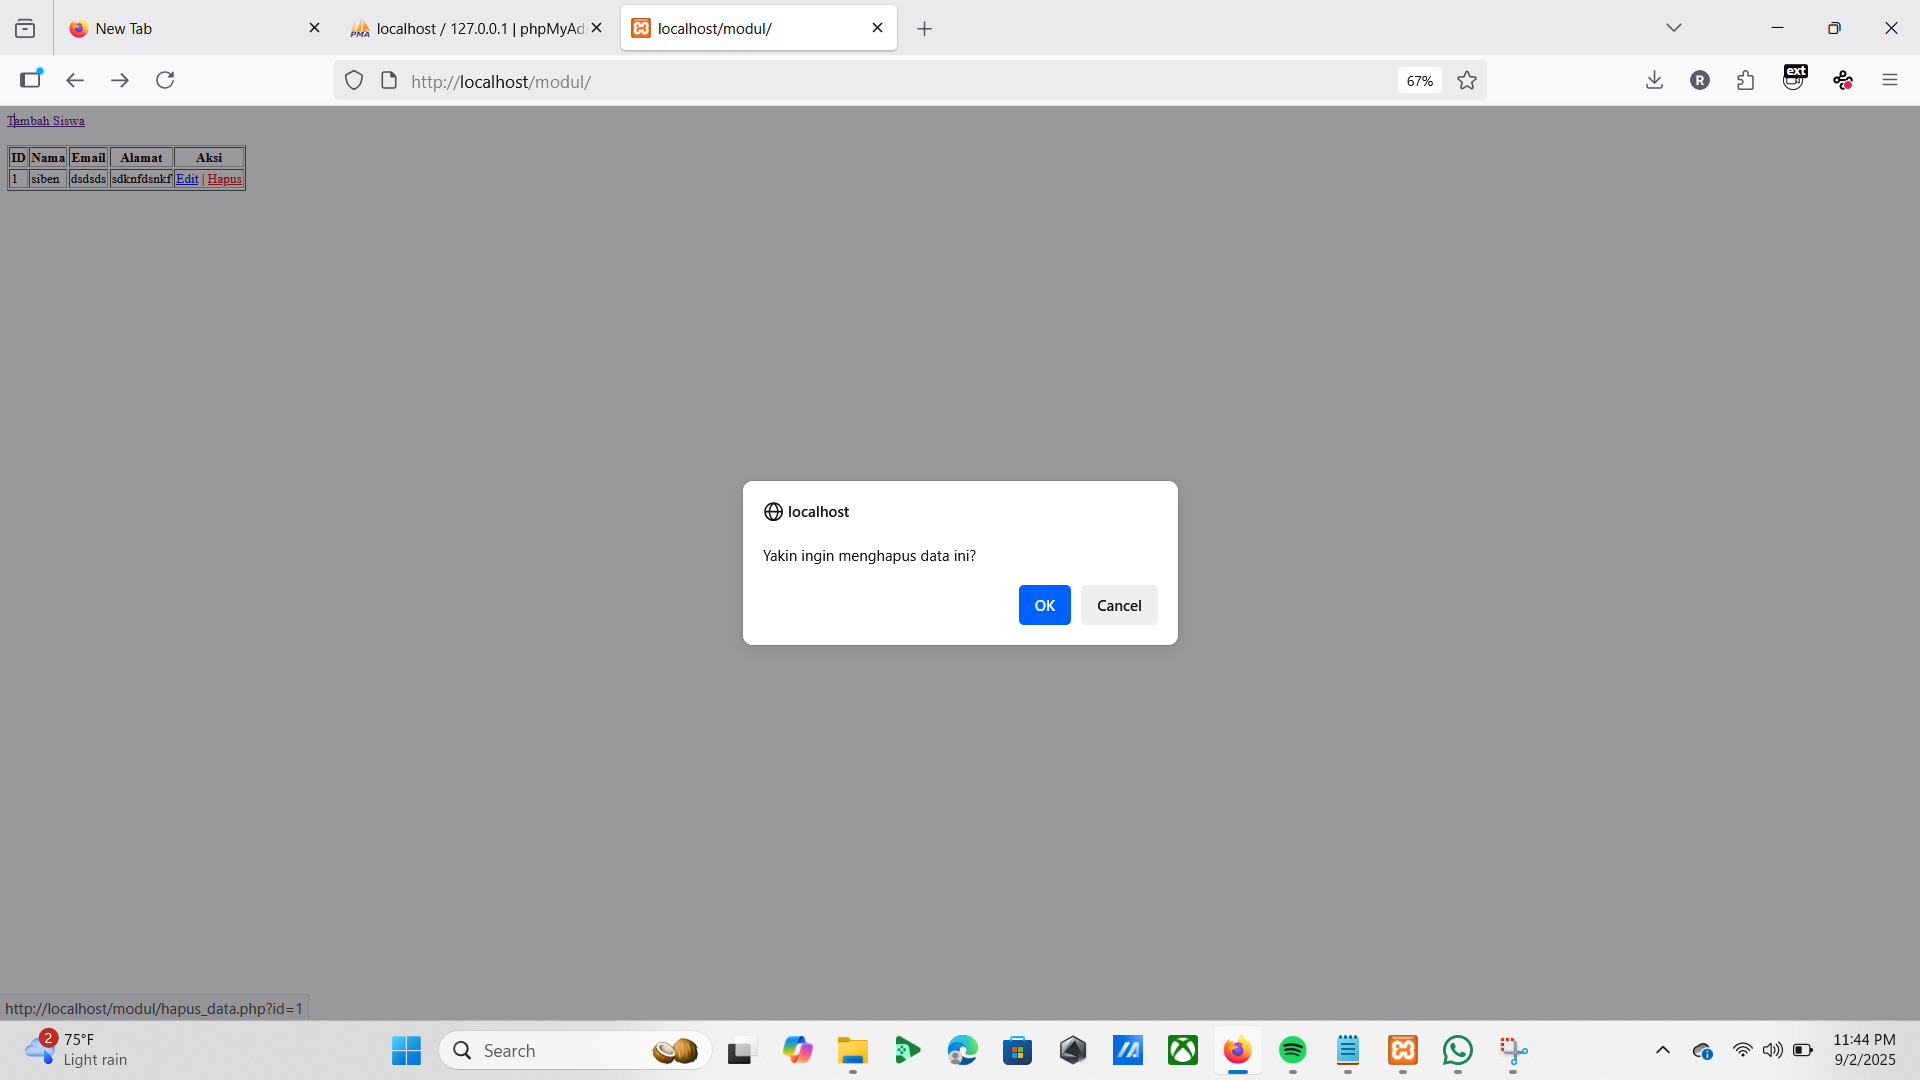 New Tab
localhost / 127.0.0.1 | phpMyAd
localhost/modul/
http://localhost/modul/
67%
R
ext
Tambah Siswa
ID Nama Email Alamat Aksi
1 siben dsdsds sdknfdsnkf Edit | Hapus
localhost
Yakin ingin menghapus data ini?
OK Cancel
http://localhost/modul/hapus_data.php?id=1
2
75°F
Light rain
Search
11:44 PM
9/2/2025